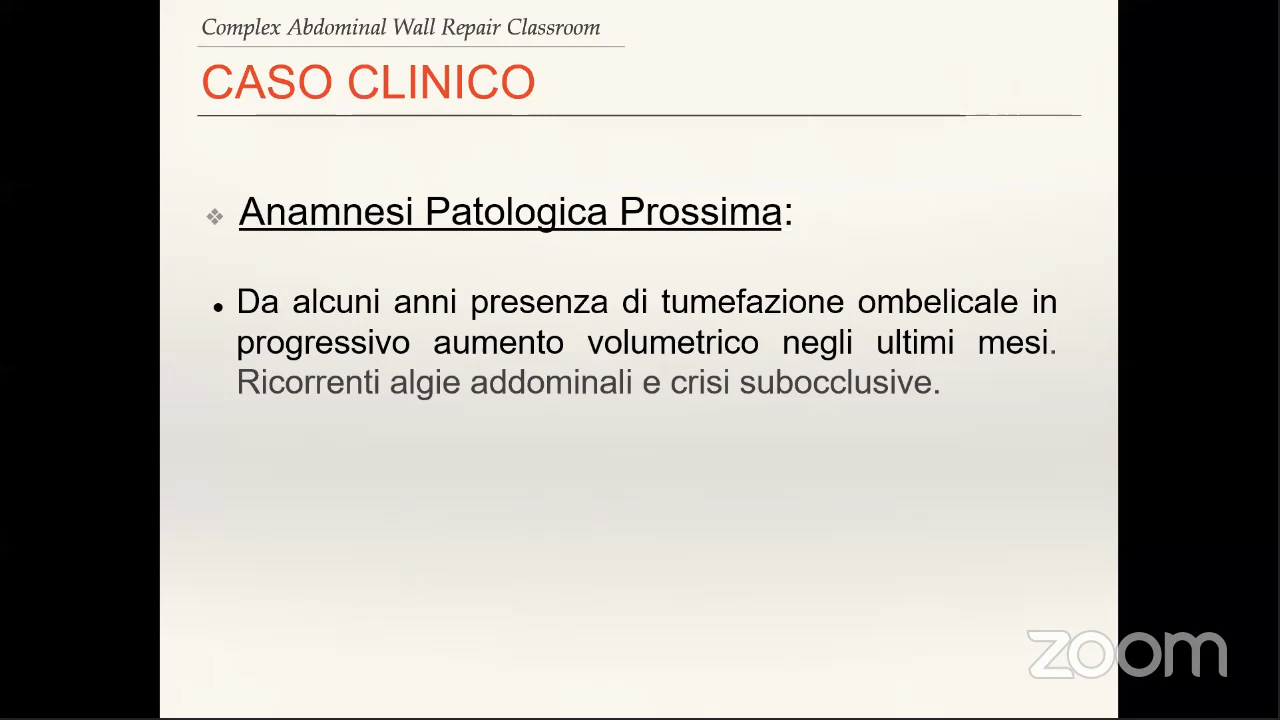 Complex Abdominal Wall Repair Classroom
CASO CLINICO
❖ Anamnesi Patologica Prossima:
• Da alcuni anni presenza di tumefazione ombelicale in
progressivo aumento volumetrico negli ultimi mesi.
Ricorrenti algie addominali e crisi subocclusive.
zoom